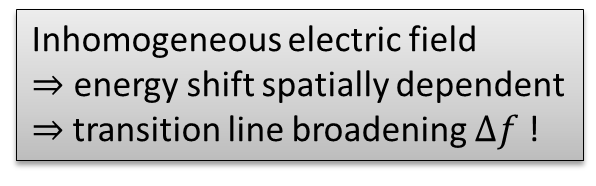 Inhomogeneous electric field
⇒ energy shift spatially dependent
⇒ transition line broadening Δ𝑓 !